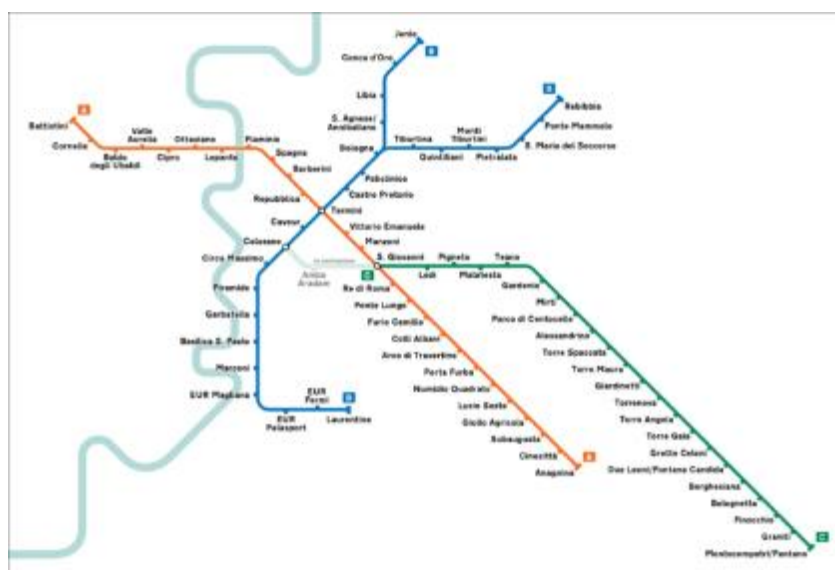 Jonio
B
Conca d'Oro
Libia
S. Agnese/
Annibaliano
Bologna
B
Rebibbia
Ponte Mammolo
S. Maria del Soccorso
Pietralata
Monti
Tiburtini
Quintiliani
Tiburtina
A
Battistini
Cornelia
Baldo
degli Ubaldi
Valle
Aurelia
Cipro
Ottaviano
Lepanto
Flaminio
Spagna
Barberini
Repubblica
Termini
Policlinico
Castro Pretorio
Cavour
Colosseo
Circo Massimo
Piramide
Garbatella
Basilica S. Paolo
Marconi
EUR Magliana
EUR
Palasport
EUR
Fermi
Laurentina
B
Vittorio Emanuele
Manzoni
S. Giovanni
Amba
Aradam
C
Re di Roma
Ponte Lungo
Furio Camillo
Colli Albani
Arco di Travertino
Porta Furba
Numidio Quadrato
Lucio Sestio
Giulio Agricola
Subaugusta
Cinecittà
Anagnina
A
Lodi
Pigneto
Malatesta
Teano
Gardenie
Mirti
Parco di Centocelle
Alessandrino
Torre Spaccata
Torre Maura
Giardinetti
Torrenova
Torre Angela
Torre Gaia
Grotte Celoni
Due Leoni/Fontana Candida
Borghesiana
Bolognetta
Finocchio
Graniti
Montecompatri/Pantano
C